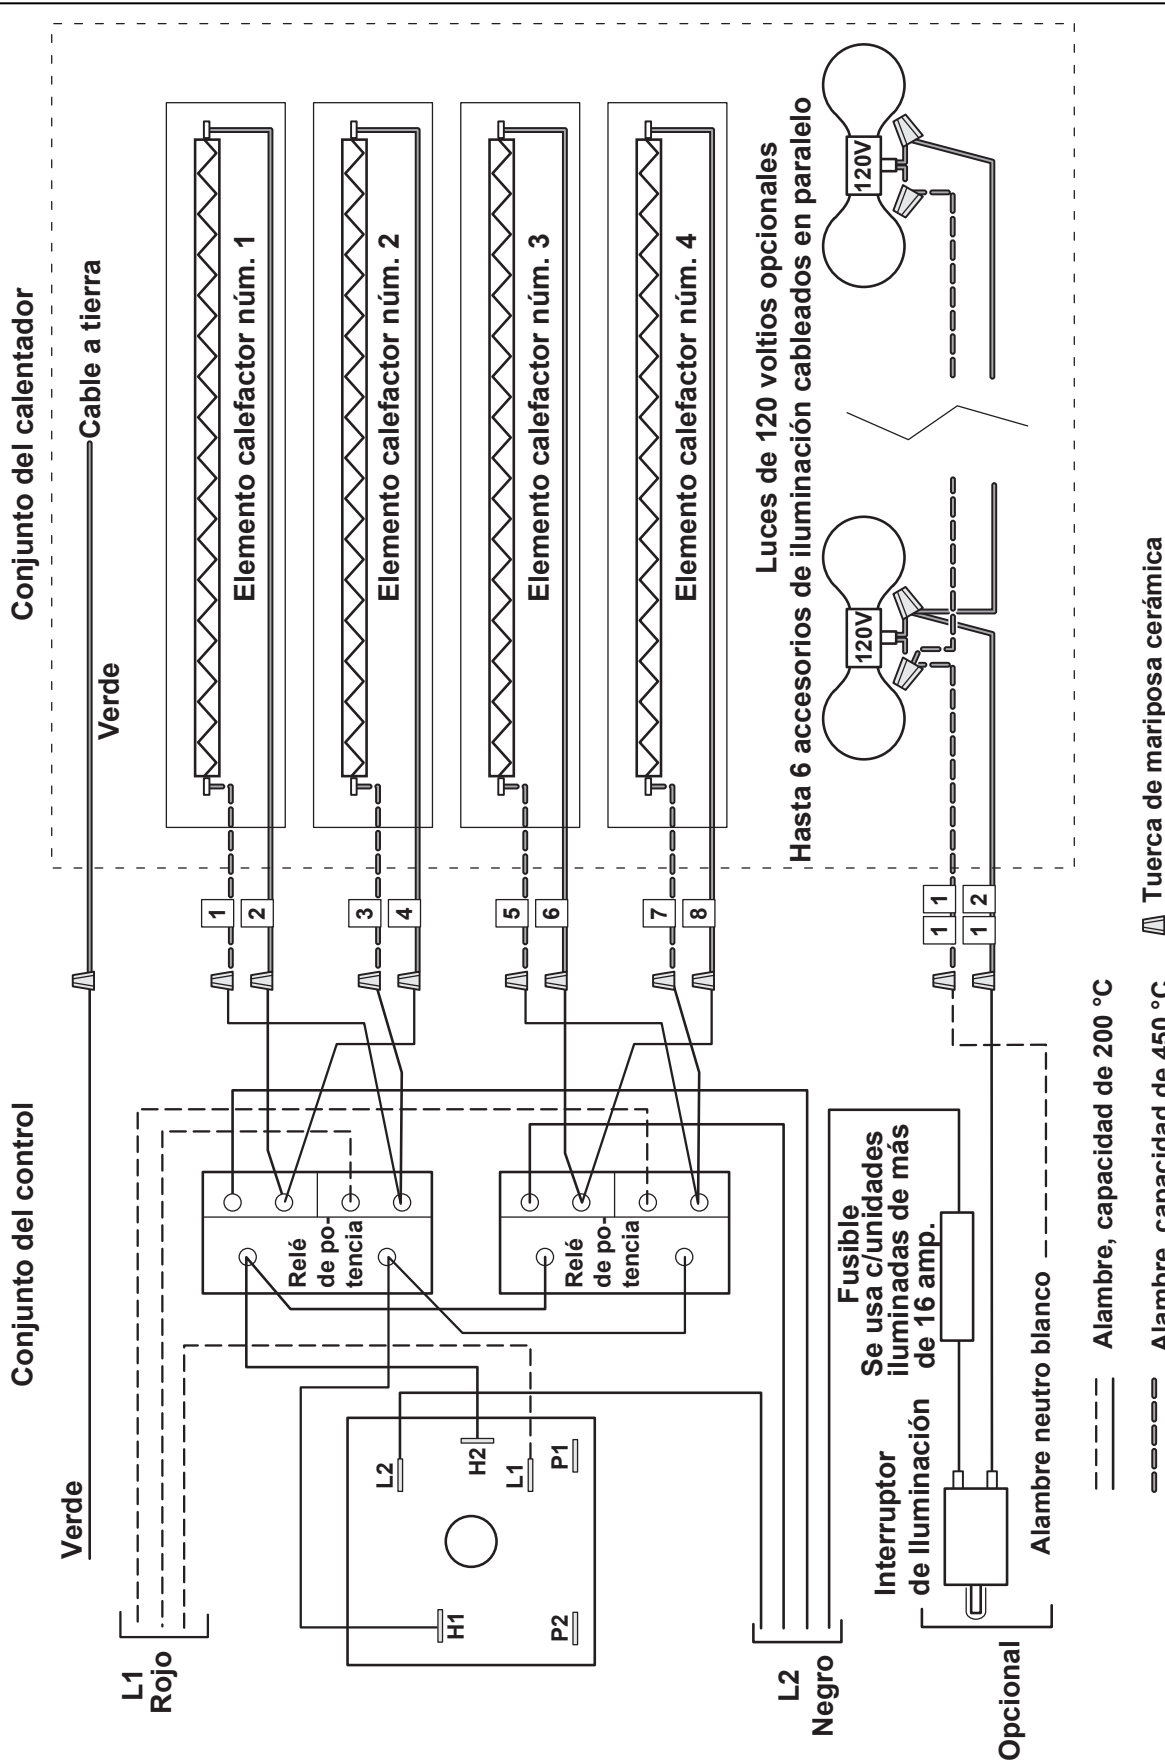 Conjunto del control
Conjunto del calentador
Verde
Verde
Cable a tierra
L1
Rojo
1
2
Elemento calefactor núm. 1
3
4
Elemento calefactor núm. 2
5
6
Elemento calefactor núm. 3
7
8
Elemento calefactor núm. 4
Relé
de po-
tencia
Relé
de po-
tencia
L2
H2
L1
P1
H1
P2
L2
Negro
Luces de 120 voltios opcionales
Hasta 6 accesorios de iluminación cableados en paralelo
120V
120V
1 1
1 2
Fusible
Se usa c/unidades
iluminadas de más
de 16 amp.
Interruptor
de lluminación
Opcional
Alambre neutro blanco
Alambre, capacidad de 200 °C
Alambre, capacidad de 450 °C
Tuerca de mariposa cerámica